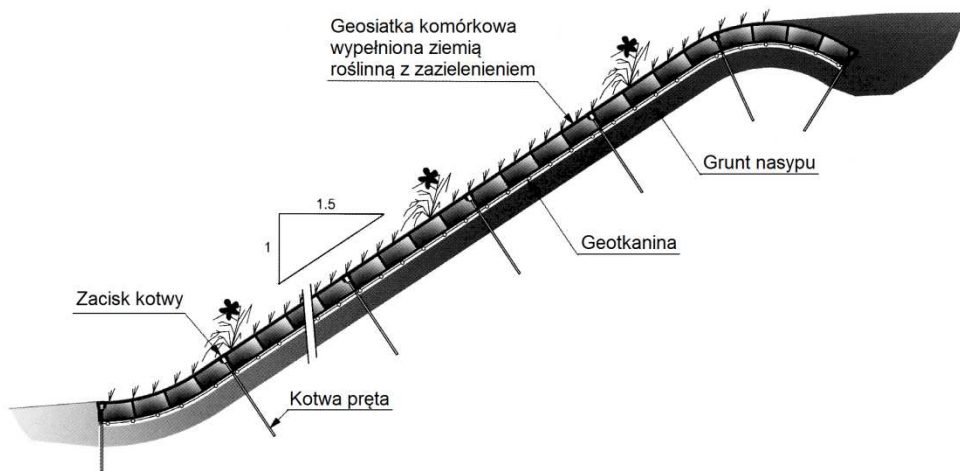 Geosiatka komórkowa
wypełniona ziemią
roślinną z zazielenieniem
Grunt nasypu
1.5
1
Geotkanina
Zacisk kotwy
Kotwa pręta